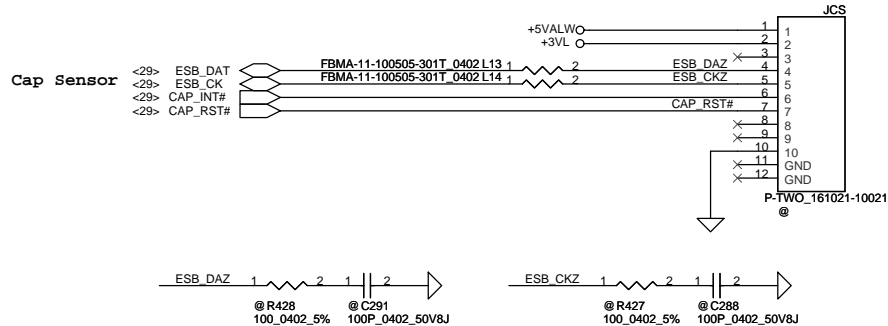 JCS
+5VALW 1 1
+3VL 2 2
3 3
<29> ESB_DAT FBMA-11-100505-301T_0402 L13 1 2 ESB_DAZ 4 4
Cap Sensor <29> ESB_CK FBMA-11-100505-301T_0402 L14 1 2 ESB_CKZ 5 5
<29> CAP_INT# 6 6
<29> CAP_RST# CAP_RST# 7 7
8 8
9 9
10 10
11 GND
12 GND
P-TWO_161021-10021
@
ESB_DAZ 1 2 1 2 ESB_CKZ 1 2 1 2
@ R428 @ C291 @ R427 @ C288
100_0402_5% 100P_0402_50V8J 100_0402_5% 100P_0402_50V8J